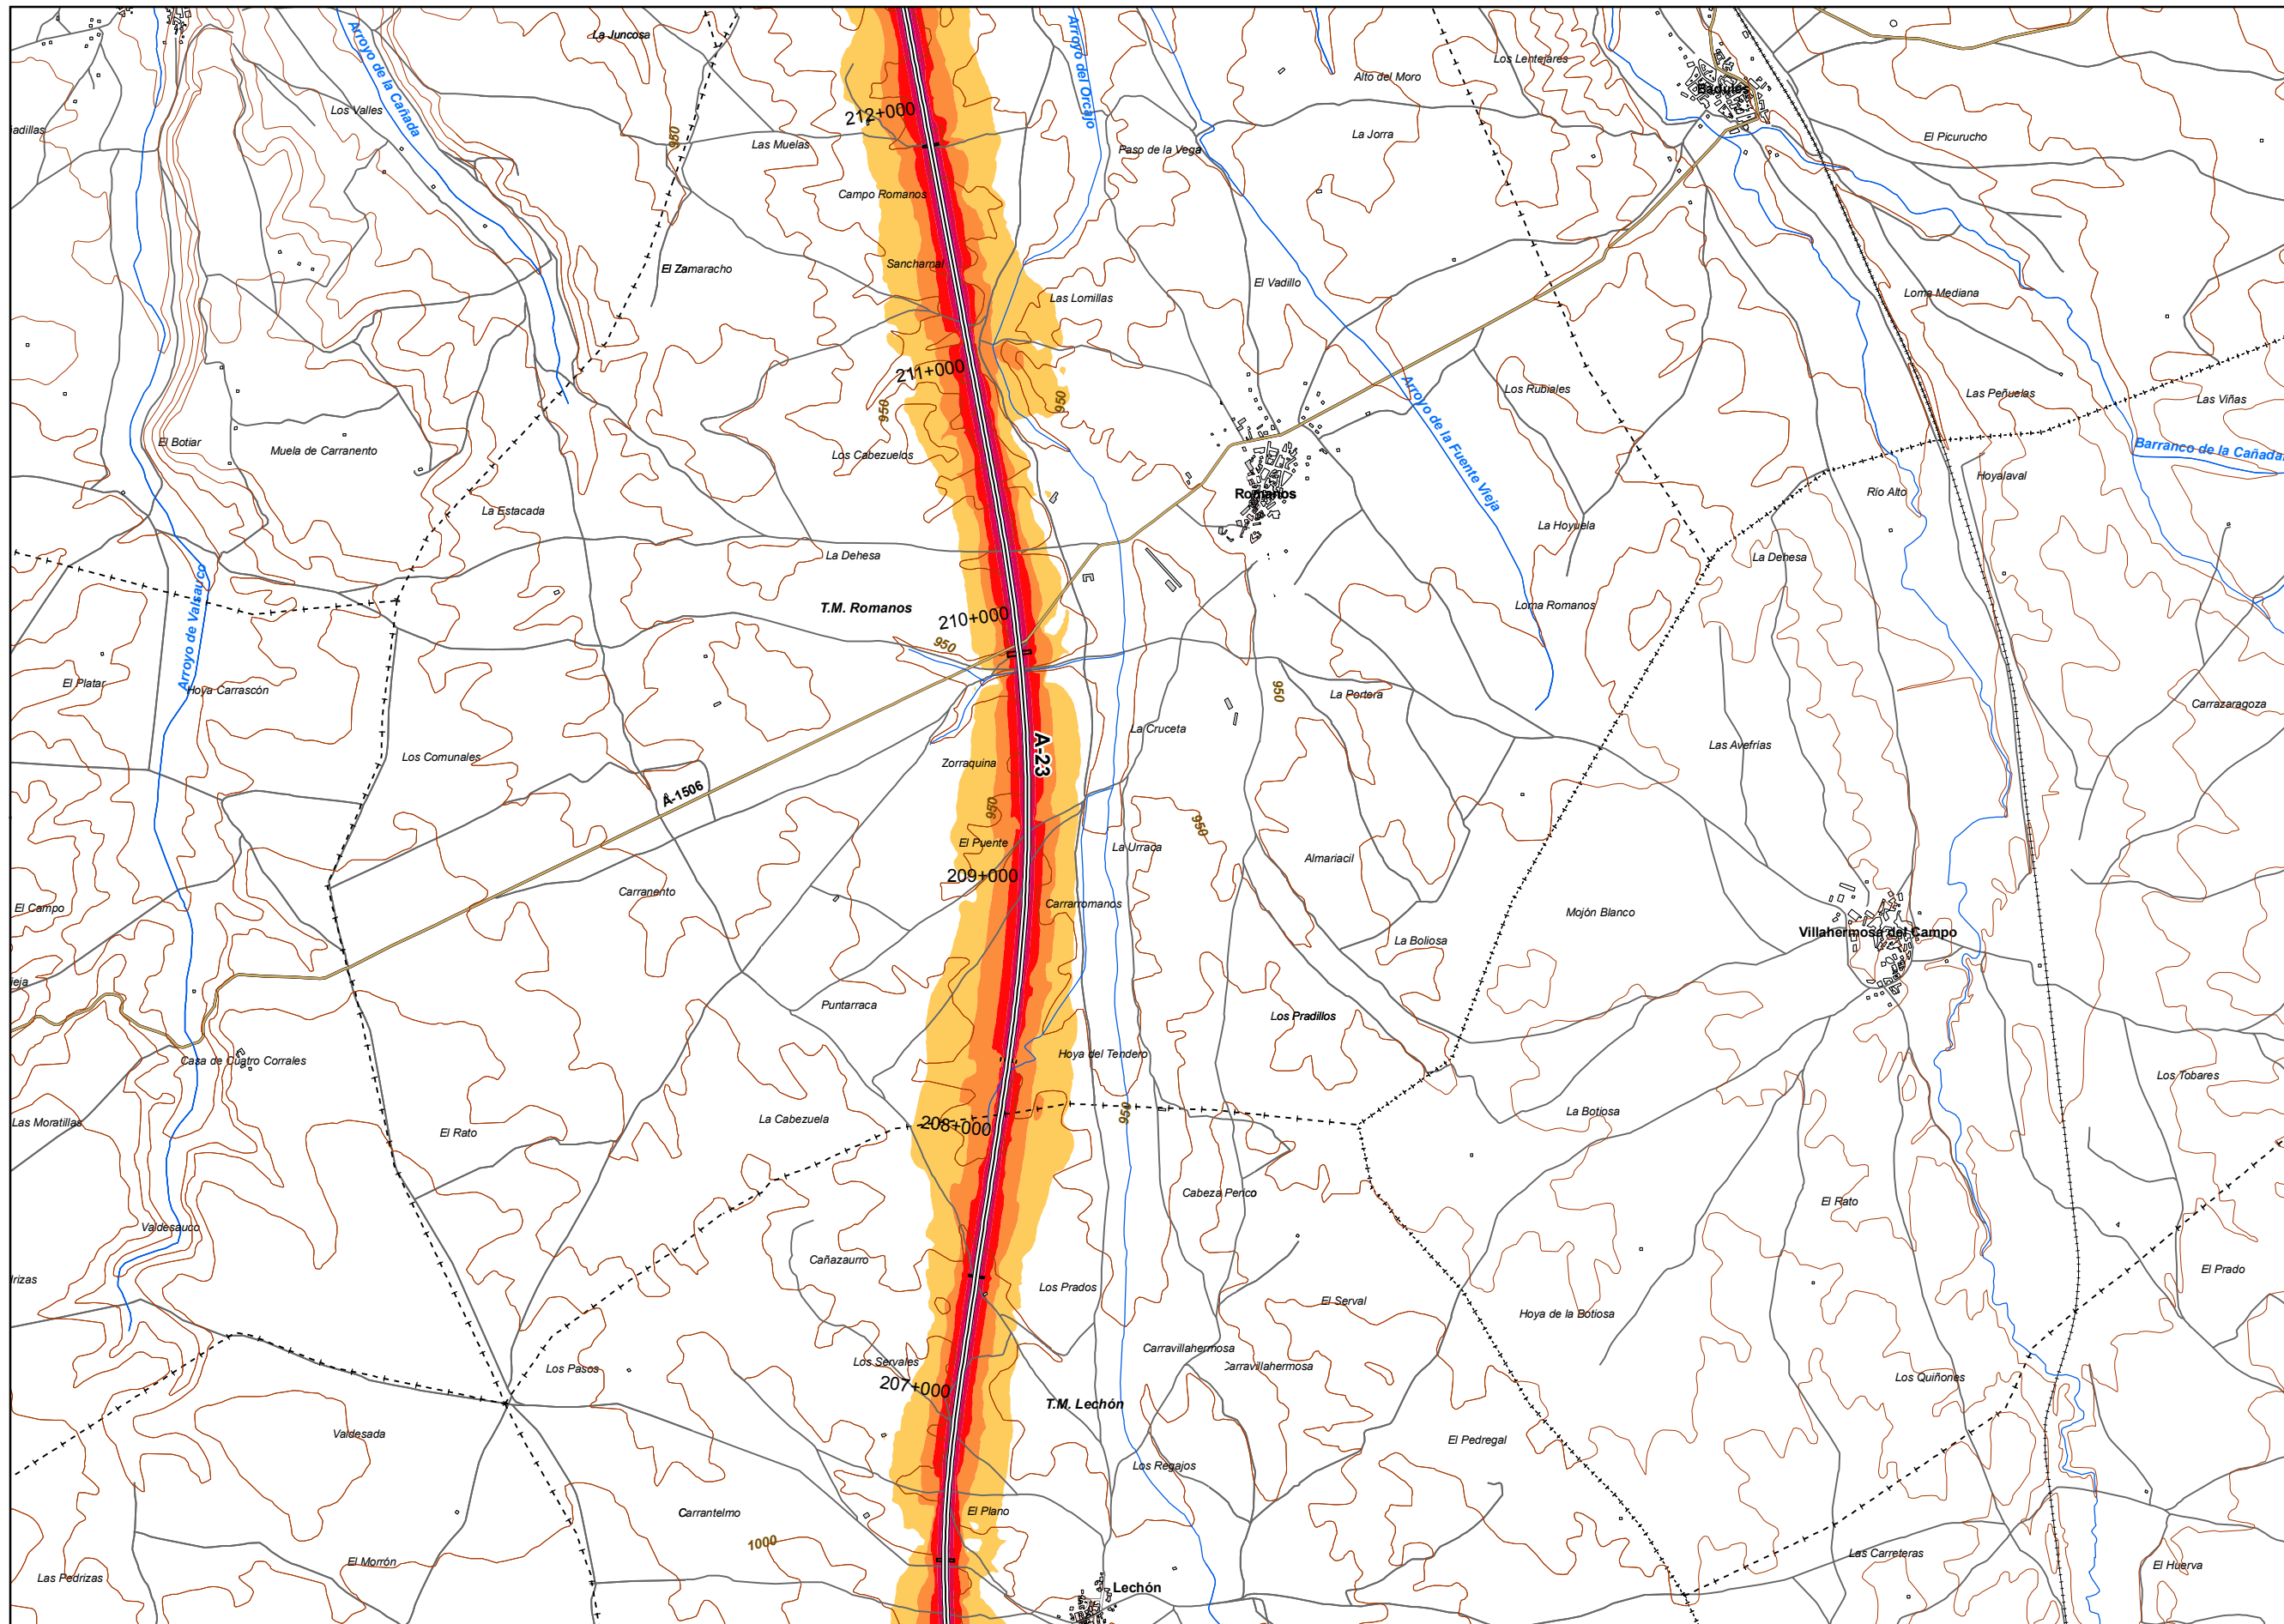 La Juncosa
Arroyo de la Cañada
Arroyo del Orcajo
Los Lentejares
Alto del Moro
Badules
Los Valles
212+000
950
Las Muelas
La Jorra
El Picurucho
Paso de la Vega
Campo Romanos
Sancharnal
El Zamaracho
Las Lomillas
El Vadillo
Loma Mediana
211+000
950
950
Los Rubiales
Las Peñuelas
Las Viñas
El Botiar
Muela de Carranento
Los Cabezuelos
Arroyo de la Fuente Vieja
Barranco de la Cañada
Romanos
Río Alto
Hoyalaval
La Estacada
La Hoyuela
La Dehesa
La Dehesa
Arroyo de Valsauco
T.M. Romanos
210+000
950
Loma Romanos
El Platar
Hoya Carrascón
950
La Portera
Carrazaragoza
La Cruceta
A-23
Las Avefrías
Los Comunales
Zorraquina
A-1506
950
950
El Puente
La Urraca
Almariacil
209+000
Carranento
Carrarromanos
El Campo
Mojón Blanco
La Boliosa
Villahermosa del Campo
ieja
Puntarraca
Los Pradillos
Casa de Cuatro Corrales
Hoya del Tendero
Los Tobares
Las Moratillas
El Rato
La Cabezuela
208+000
950
La Botiosa
Cabeza Perico
El Rato
Valdesauco
Cañazaurro
Los Prados
El Prado
rizas
El Serval
Hoya de la Botiosa
Los Pasos
Los Servales
Carravillahermosa
Carravillahermosa
207+000
Los Quiñones
T.M. Lechón
Valdesada
El Pedregal
Los Regajos
Carrantelmo
El Plano
1000
El Morrón
Las Carreteras
El Huerva
Las Pedrizas
Lechón